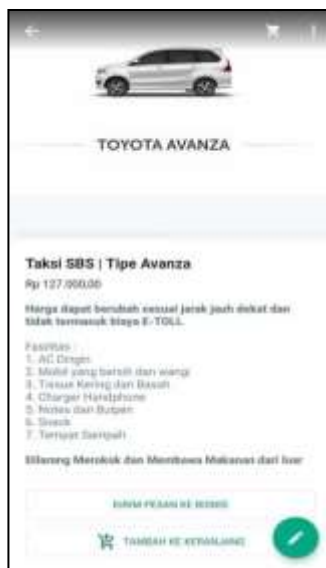 TOYOTA AVANZA
Taksi SBS | Tipe Avanza
Rp 127.000,00
Harga dapat berubah sesuai jarak jauh dekat dan
tidak termasuk biaya E-TOLL
Fasilitas :
1. AC Dingin
2. Mobil yang bersih dan wangi
3. Tissue Kering dan Basah
4. Charger Handphone
5. Notes dan Bulpen
6. Snack
7. Tempat Sampah
Dilarang Merokok dan Membawa Makanan dari luar
KIRIM PESAN KE BISNIS
TAMBAH KE KERANJANG